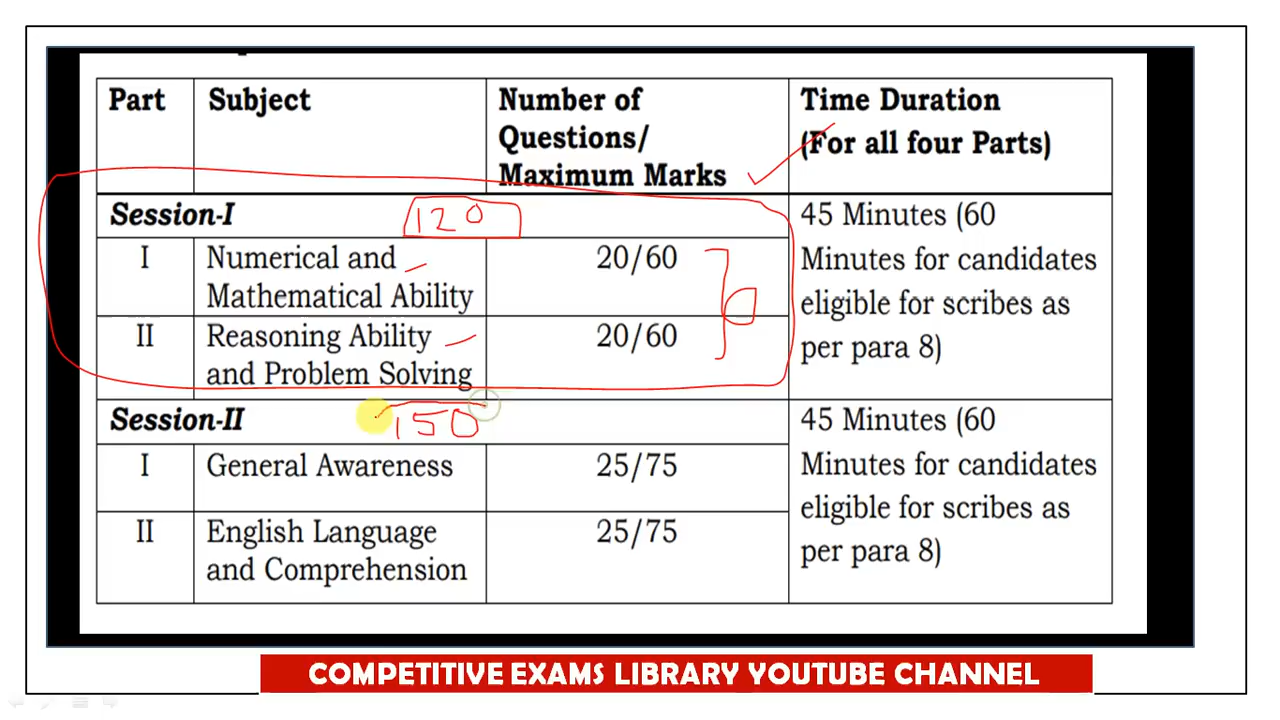 Part
Subject
Number of
Questions/
Maximum Marks
Time Duration
(For all four Parts)
Session-I
120
45 Minutes (60
Minutes for candidates
eligible for scribes as
per para 8)
I
Numerical and
Mathematical Ability
20/60
II
Reasoning Ability
and Problem Solving
20/60
Session-II
150
45 Minutes (60
Minutes for candidates
eligible for scribes as
per para 8)
I
General Awareness
25/75
II
English Language
and Comprehension
25/75
COMPETITIVE EXAMS LIBRARY YOUTUBE CHANNEL